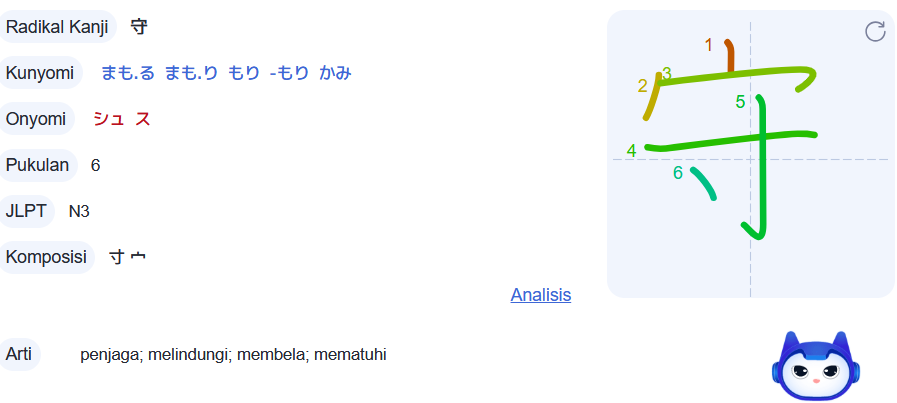 Radikal Kanji 守
Kunyomi まも.る まも.り もり -もり かみ
Onyomi シュ ス
Pukulan 6
JLPT N3
Komposisi 寸 宀
Analisis
Arti penjaga; melindungi; membela; mematuhi
1
2 3
5
4
6